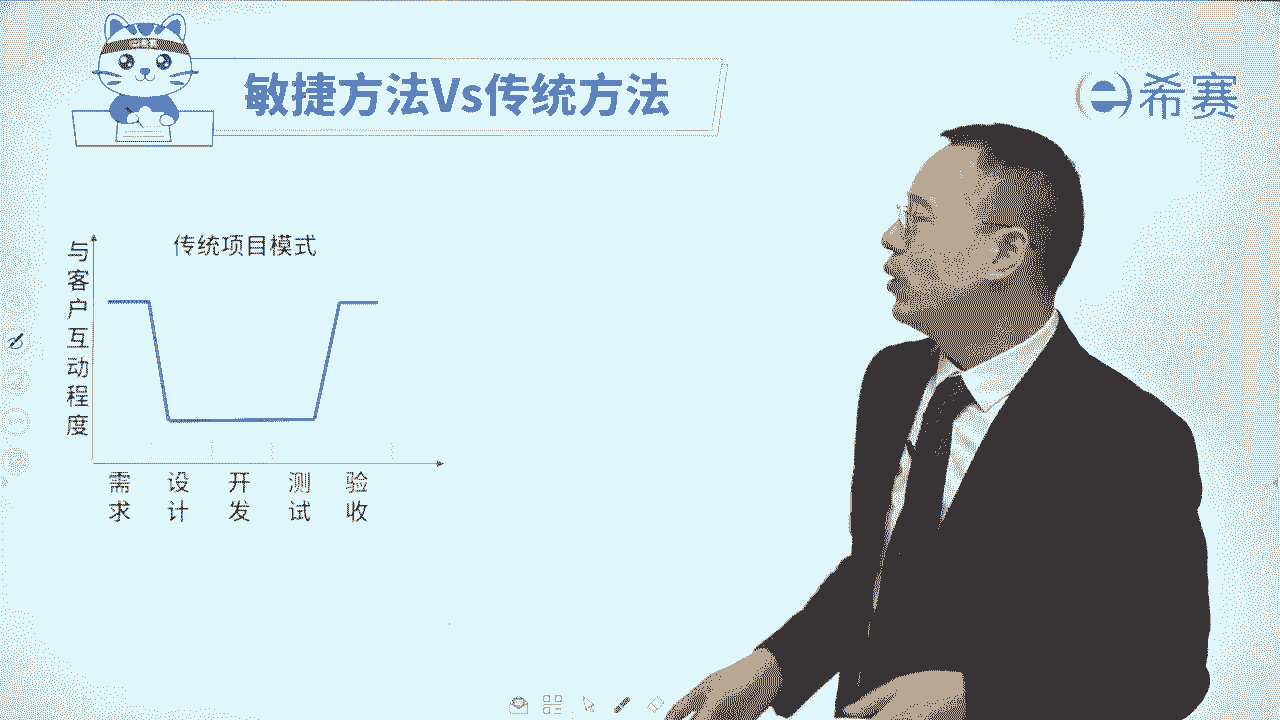 敏捷方法Vs传统方法
希赛
传统项目模式
与客户互动程度
需求
设计
开发
测试
验收